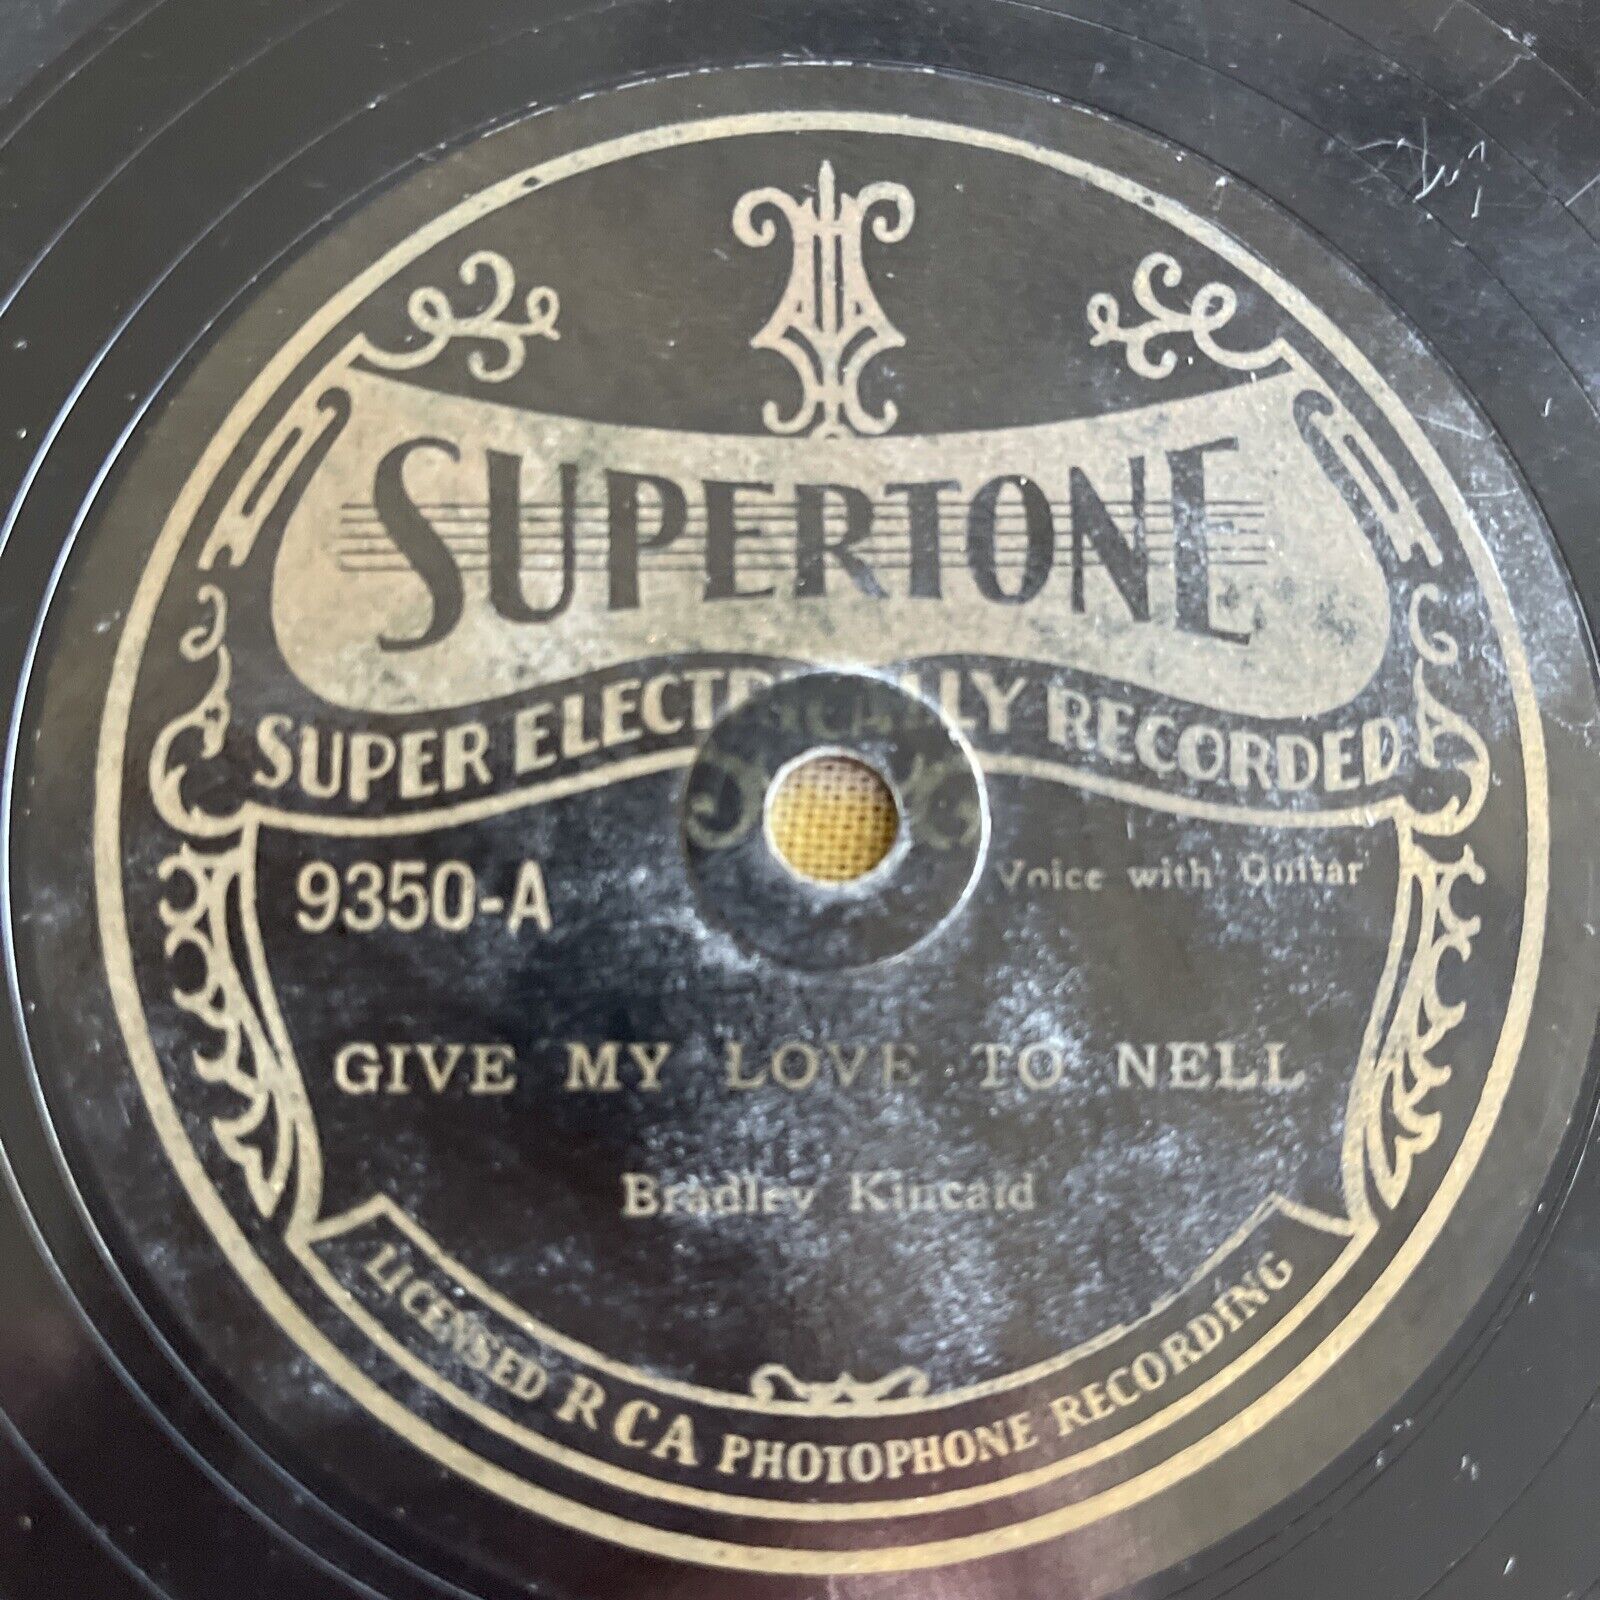 SUPERTONE
SUPER ELECTRICALLY RECORDED
9350-A
Voice with Guitar
GIVE MY LOVE TO NELL
Bradley Kincaid
LICENSED RCA PHOTOPHONE RECORDING